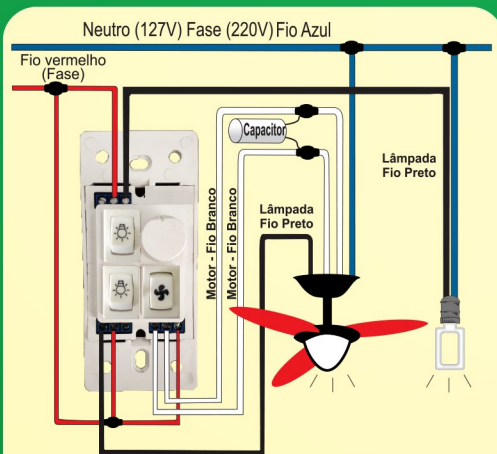 Neutro (127V) Fase (220V) Fio Azul
Fio vermelho
(Fase)
Capacitor
Lâmpada
Fio Preto
Motor - Fio Branco
Motor - Fio Branco
Lâmpada
Fio Preto